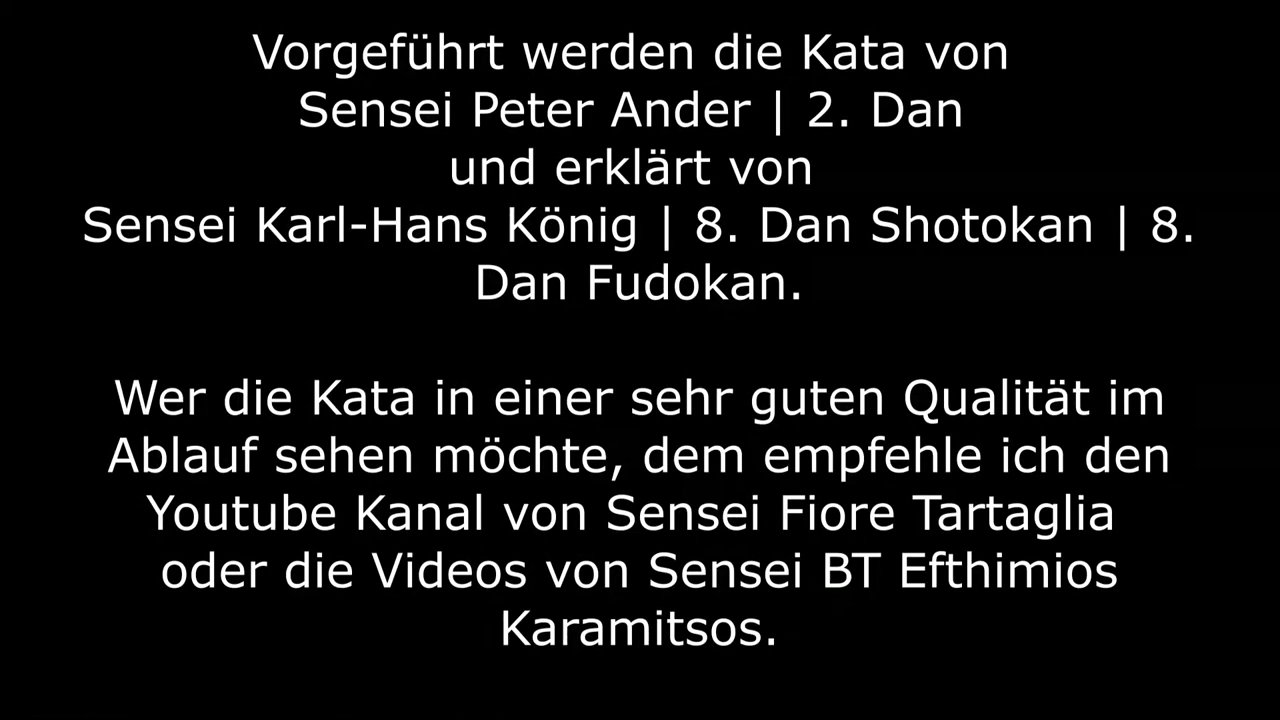 Vorgeführt werden die Kata von
Sensei Peter Ander | 2. Dan
und erklärt von
Sensei Karl-Hans König | 8. Dan Shotokan | 8.
Dan Fudokan.
Wer die Kata in einer sehr guten Qualität im
Ablauf sehen möchte, dem empfehle ich den
Youtube Kanal von Sensei Fiore Tartaglia
oder die Videos von Sensei BT Efthimios
Karamitsos.